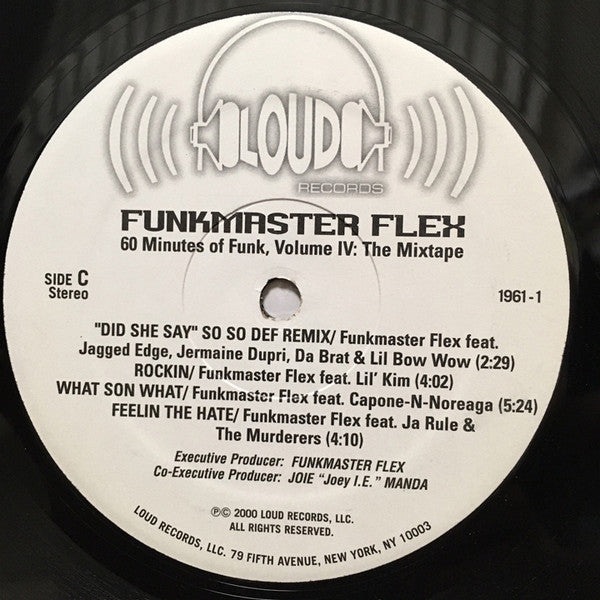 LOUD
RECORDS
FUNKMASTER FLEX
60 Minutes of Funk, Volume IV: The Mixtape
SIDE C
Stereo
1961-1
"DID SHE SAY" SO SO DEF REMIX/ Funkmaster Flex feat.
Jagged Edge, Jermaine Dupri, Da Brat & Lil Bow Wow (2:29)
ROCKIN/ Funkmaster Flex feat. Lil' Kim (4:02)
WHAT SON WHAT/ Funkmaster Flex feat. Capone-N-Noreaga (5:24)
FEELIN THE HATE/ Funkmaster Flex feat. Ja Rule &
The Murderers (4:10)
Executive Producer: FUNKMASTER FLEX
Co-Executive Producer: JOIE "Joey I.E." MANDA
℗© 2000 LOUD RECORDS, LLC.
ALL RIGHTS RESERVED.
LOUD RECORDS, LLC. 79 FIFTH AVENUE, NEW YORK, NY 10003